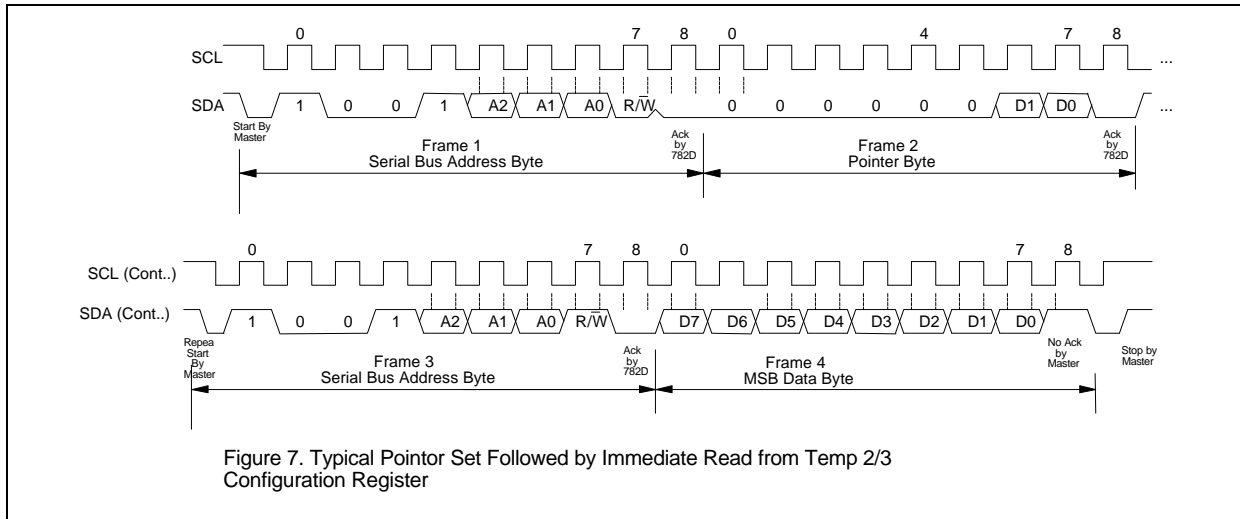 0 7 8 0 4 7 8
SCL ...
SDA 1 0 0 1 A2 A1 A0 R/W̅ 0 0 0 0 0 0 D1 D0 ...
Start By
Master
Ack
by
782D
Ack
by
782D
Frame 1
Serial Bus Address Byte
Frame 2
Pointer Byte
0 7 8 0 7 8
SCL (Cont..)
SDA (Cont..) 1 0 0 1 A2 A1 A0 R/W̅ D7 D6 D5 D4 D3 D2 D1 D0
Repea
Start
By
Master
Ack
by
782D
No Ack
by
Master
Stop by
Master
Frame 3
Serial Bus Address Byte
Frame 4
MSB Data Byte
Figure 7. Typical Pointor Set Followed by Immediate Read from Temp 2/3
Configuration Register